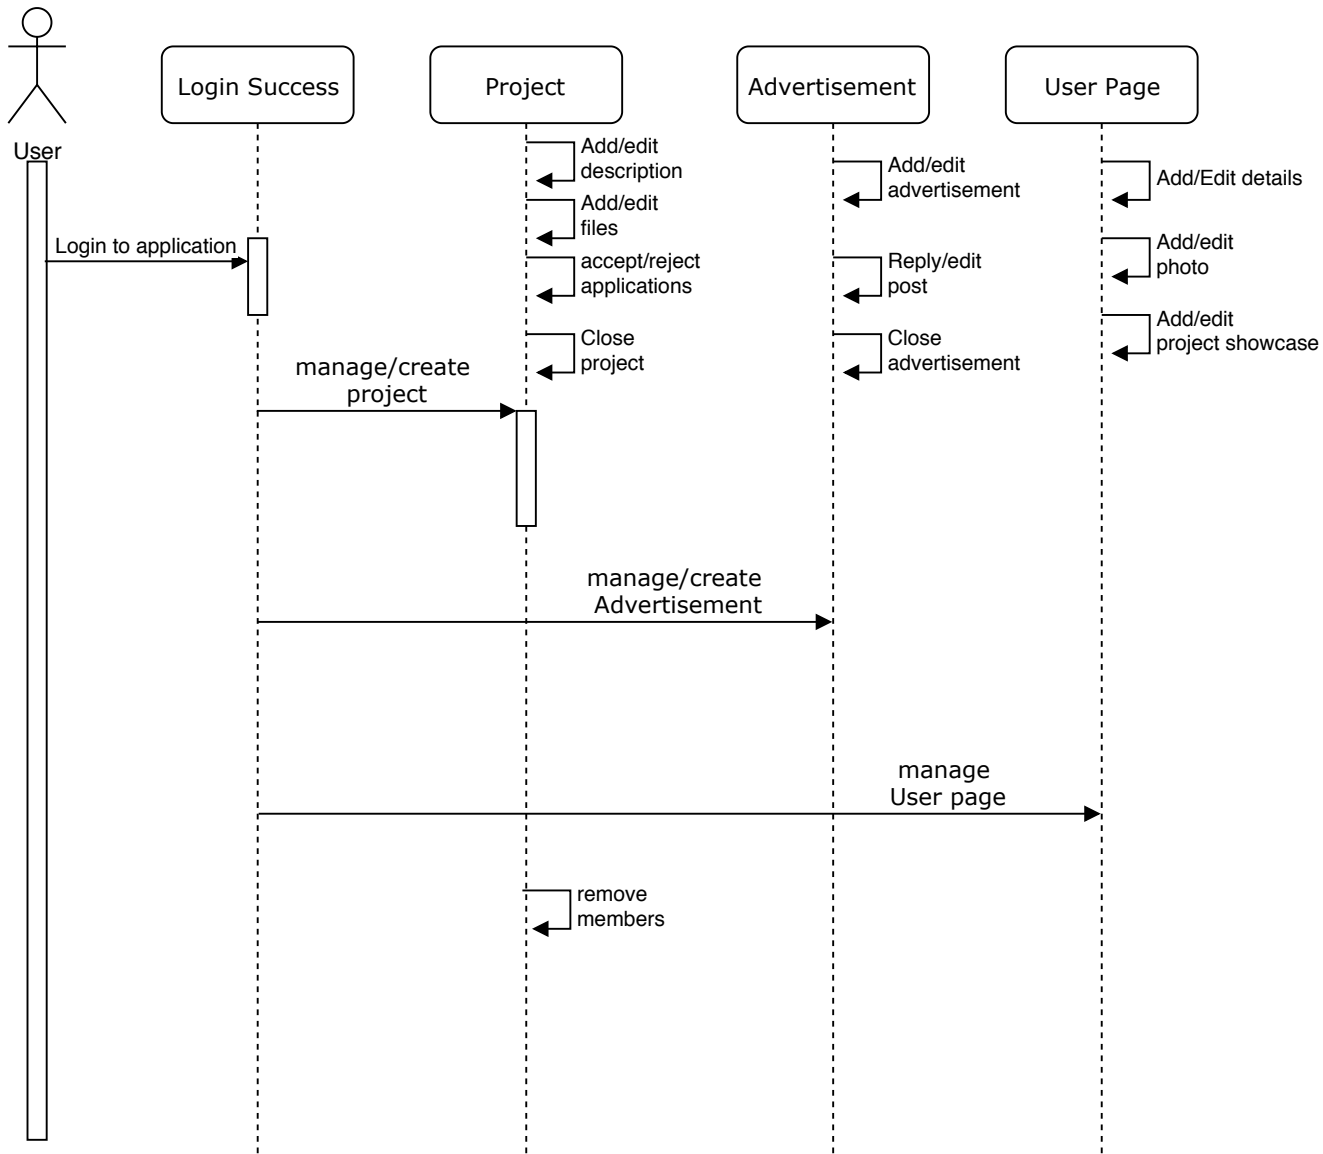 User
Login Success
Project
Advertisement
User Page
Login to application
Add/edit
description
Add/edit
files
accept/reject
applications
Close
project
Add/edit
advertisement
Reply/edit
post
Close
advertisement
Add/Edit details
Add/edit
photo
Add/edit
project showcase
manage/create
project
manage/create
Advertisement
manage
User page
remove
members